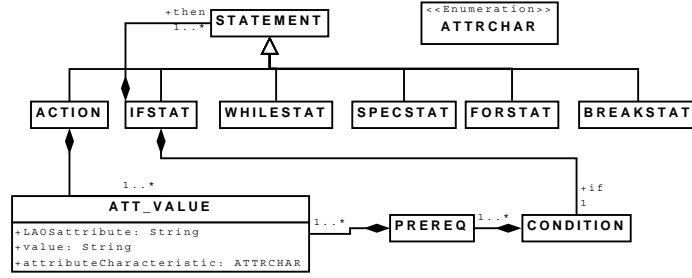 +then
STATEMENT
1..*
<<Enumeration>>
ATTRCHAR
ACTION
IFSTAT
WHILESTAT
SPECSTAT
FORSTAT
BREAKSTAT
1..*
+if
1
ATT_VALUE
+LAOSattribute: String
+value: String
+attributeCharacteristic: ATTRCHAR
1..*
PREREQ
1..*
CONDITION